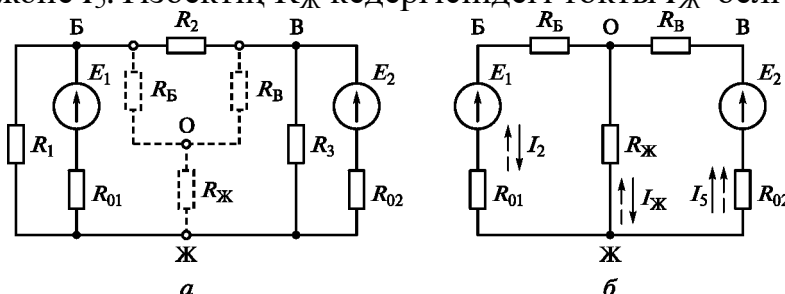 Б R₂ В Б R_Б О R_В В
E₁ R_Б R_В E₂ E₁ E₂
О
R₁ R₃ I₂ R_Ж
R₀₁ R_Ж R₀₂ R₀₁ I_Ж I₅ R₀₂
Ж Ж
а б